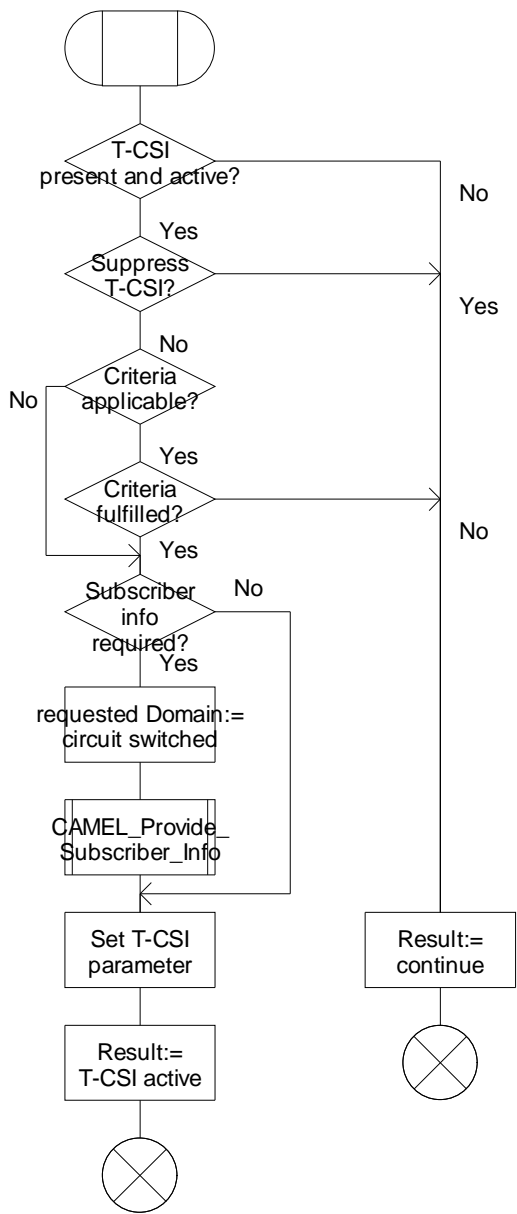 T-CSI
present and active?
No
Yes
Suppress
T-CSI?
Yes
No
Criteria
applicable?
No
Yes
Criteria
fulfilled?
No
Yes
Subscriber
info
required?
No
Yes
requested Domain:=
circuit switched
CAMEL_Provide_
Subscriber_Info
Set T-CSI
parameter
Result:=
continue
Result:=
T-CSI active